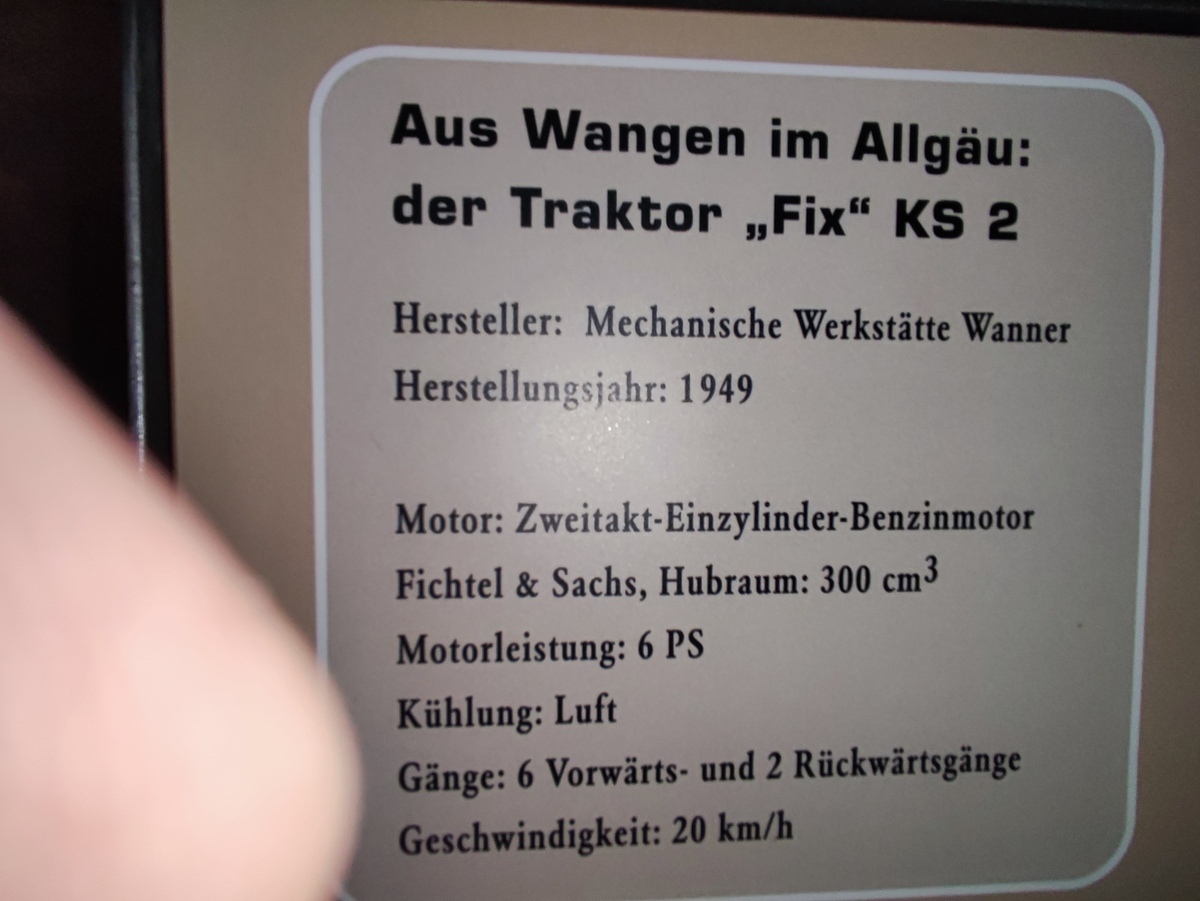 Aus Wangen im Allgäu:
der Traktor „Fix“ KS 2
Hersteller: Mechanische Werkstätte Wanner
Herstellungsjahr: 1949
Motor: Zweitakt-Einzylinder-Benzinmotor
Fichtel & Sachs, Hubraum: 300 cm³
Motorleistung: 6 PS
Kühlung: Luft
Gänge: 6 Vorwärts- und 2 Rückwärtsgänge
Geschwindigkeit: 20 km/h